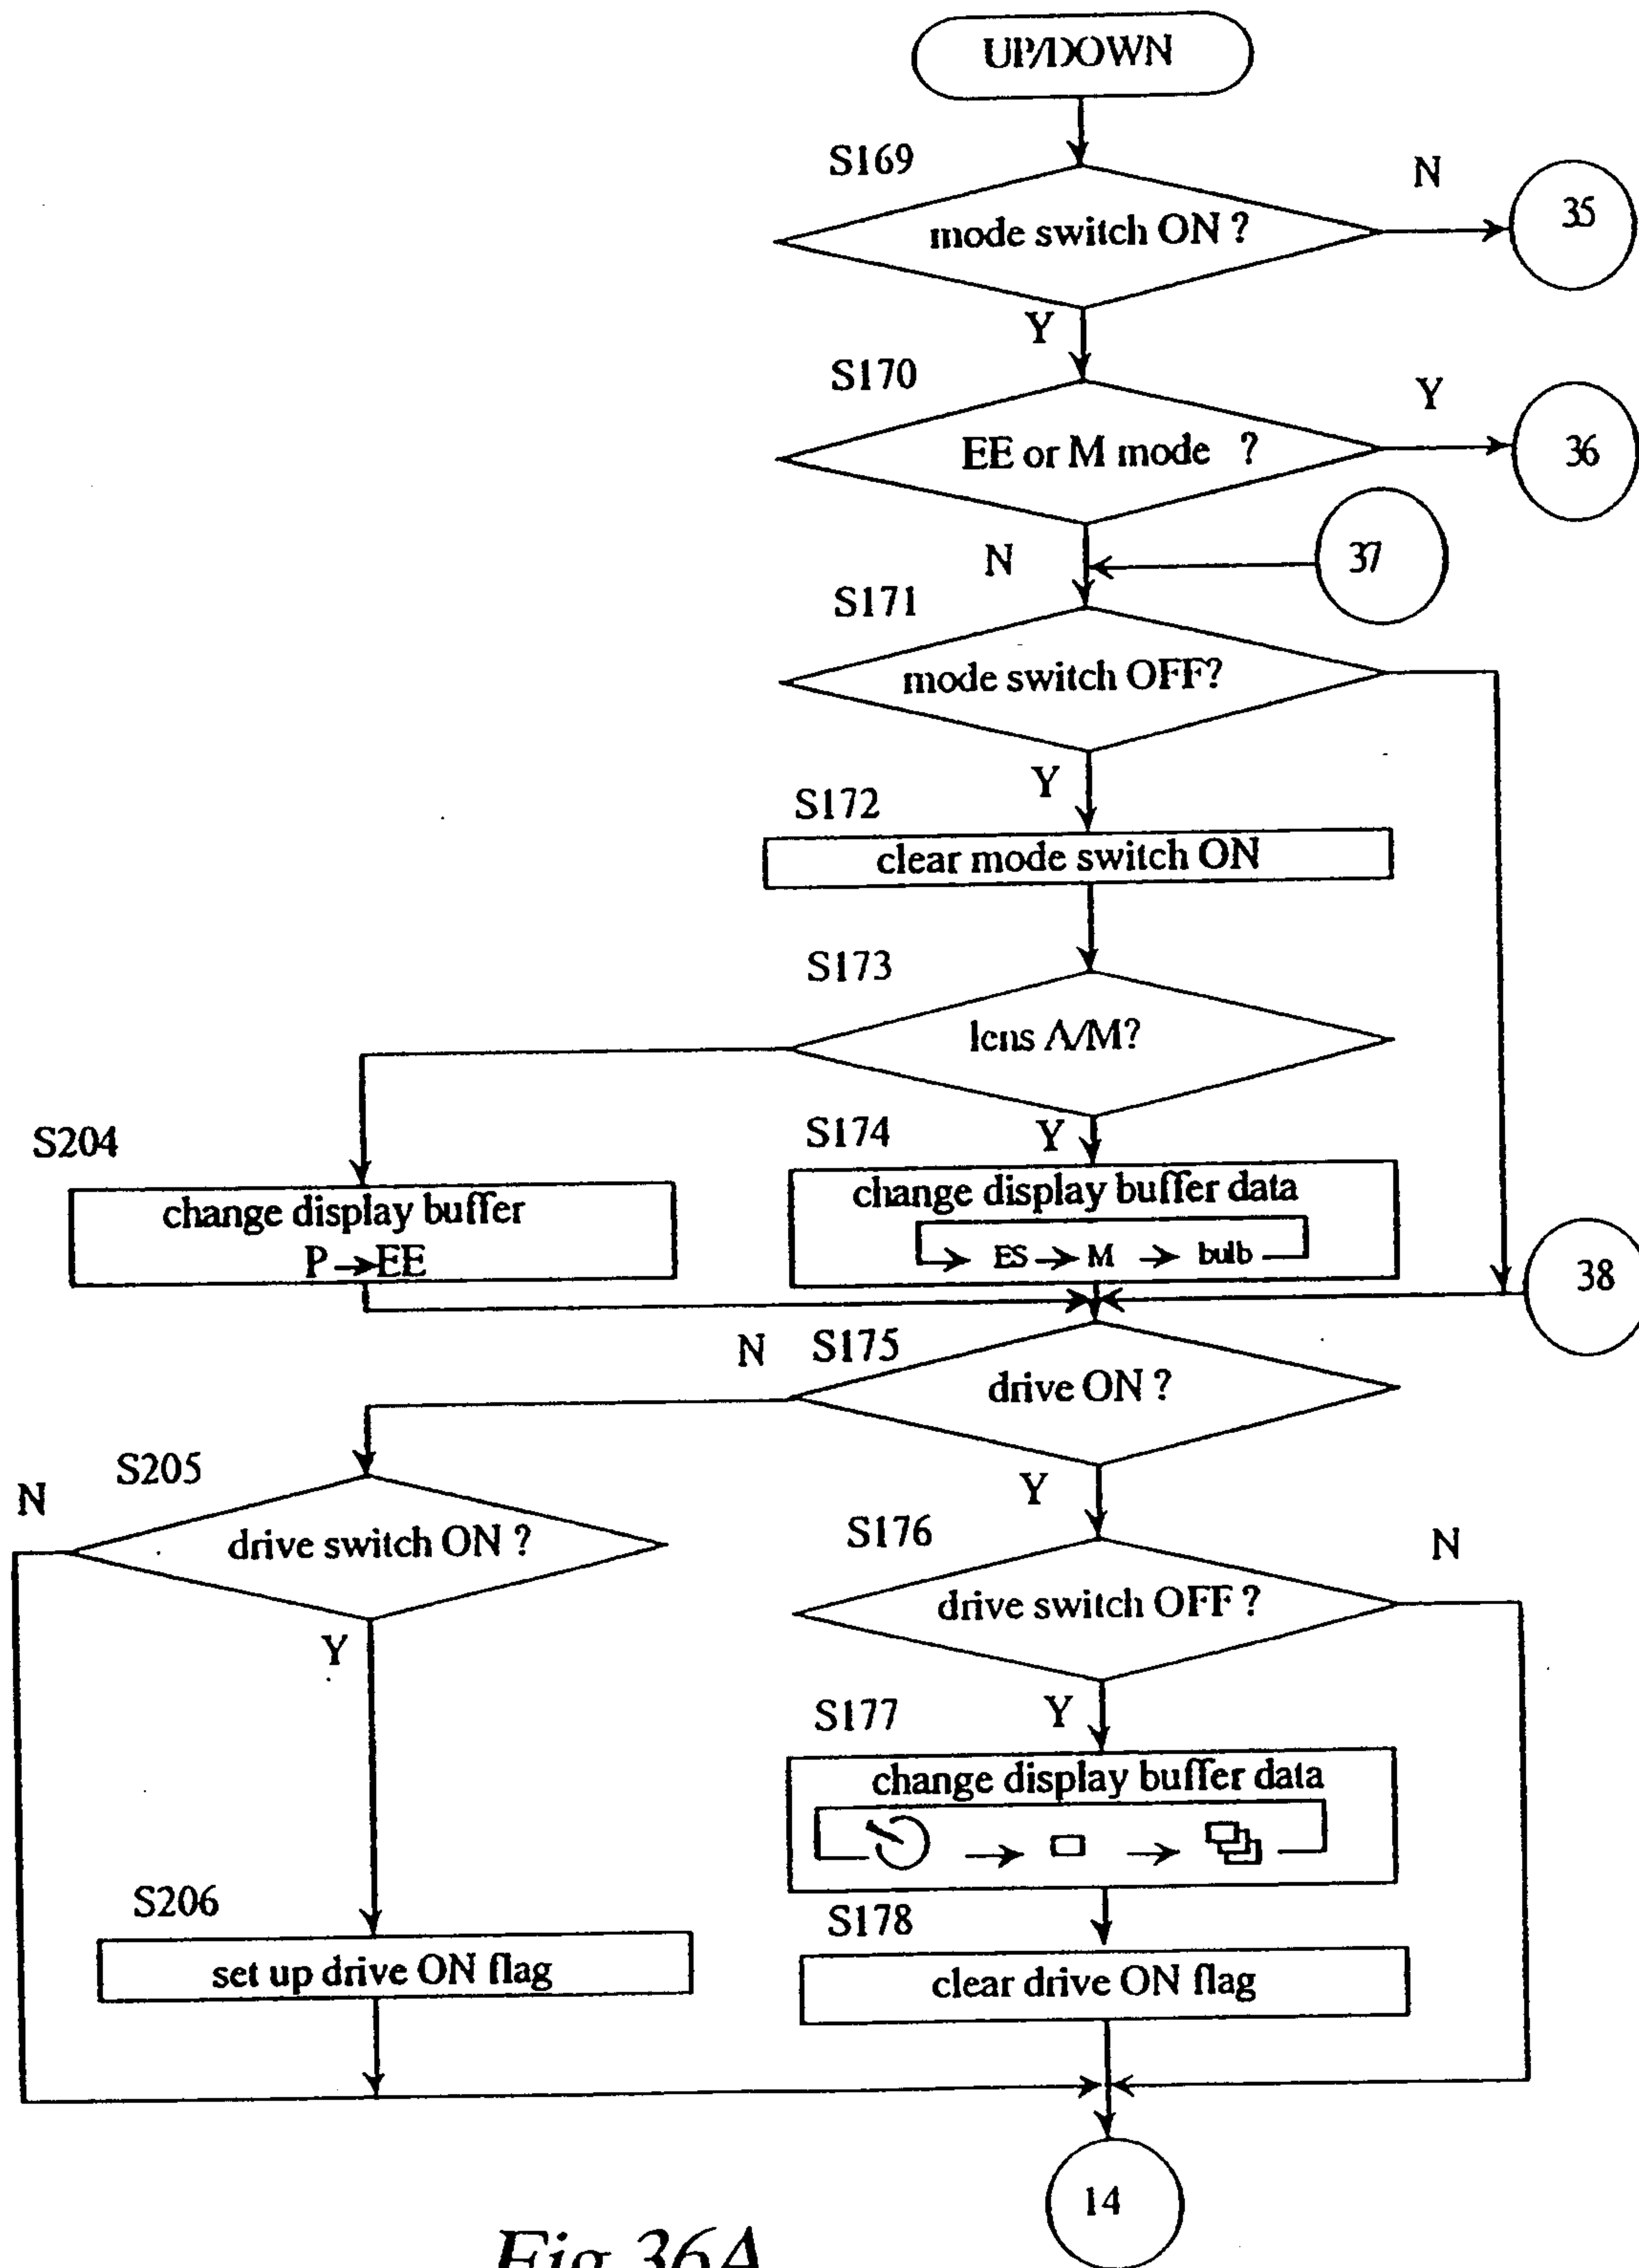 UP/DOWN
S169
N
mode switch ON ?
35
Y
S170
Y
EE or M mode ?
36
N
37
S171
mode switch OFF?
Y
S172
clear mode switch ON
S173
lens A/M?
S204
Y
S174
change display buffer
P → EE
change display buffer data
→ ES → M → bulb
38
N
S175
drive ON ?
S205
N
Y
drive switch ON ?
S176
N
drive switch OFF ?
Y
Y
S177
change display buffer data
→ →
S206
S178
set up drive ON flag
clear drive ON flag
14
Fig.36A